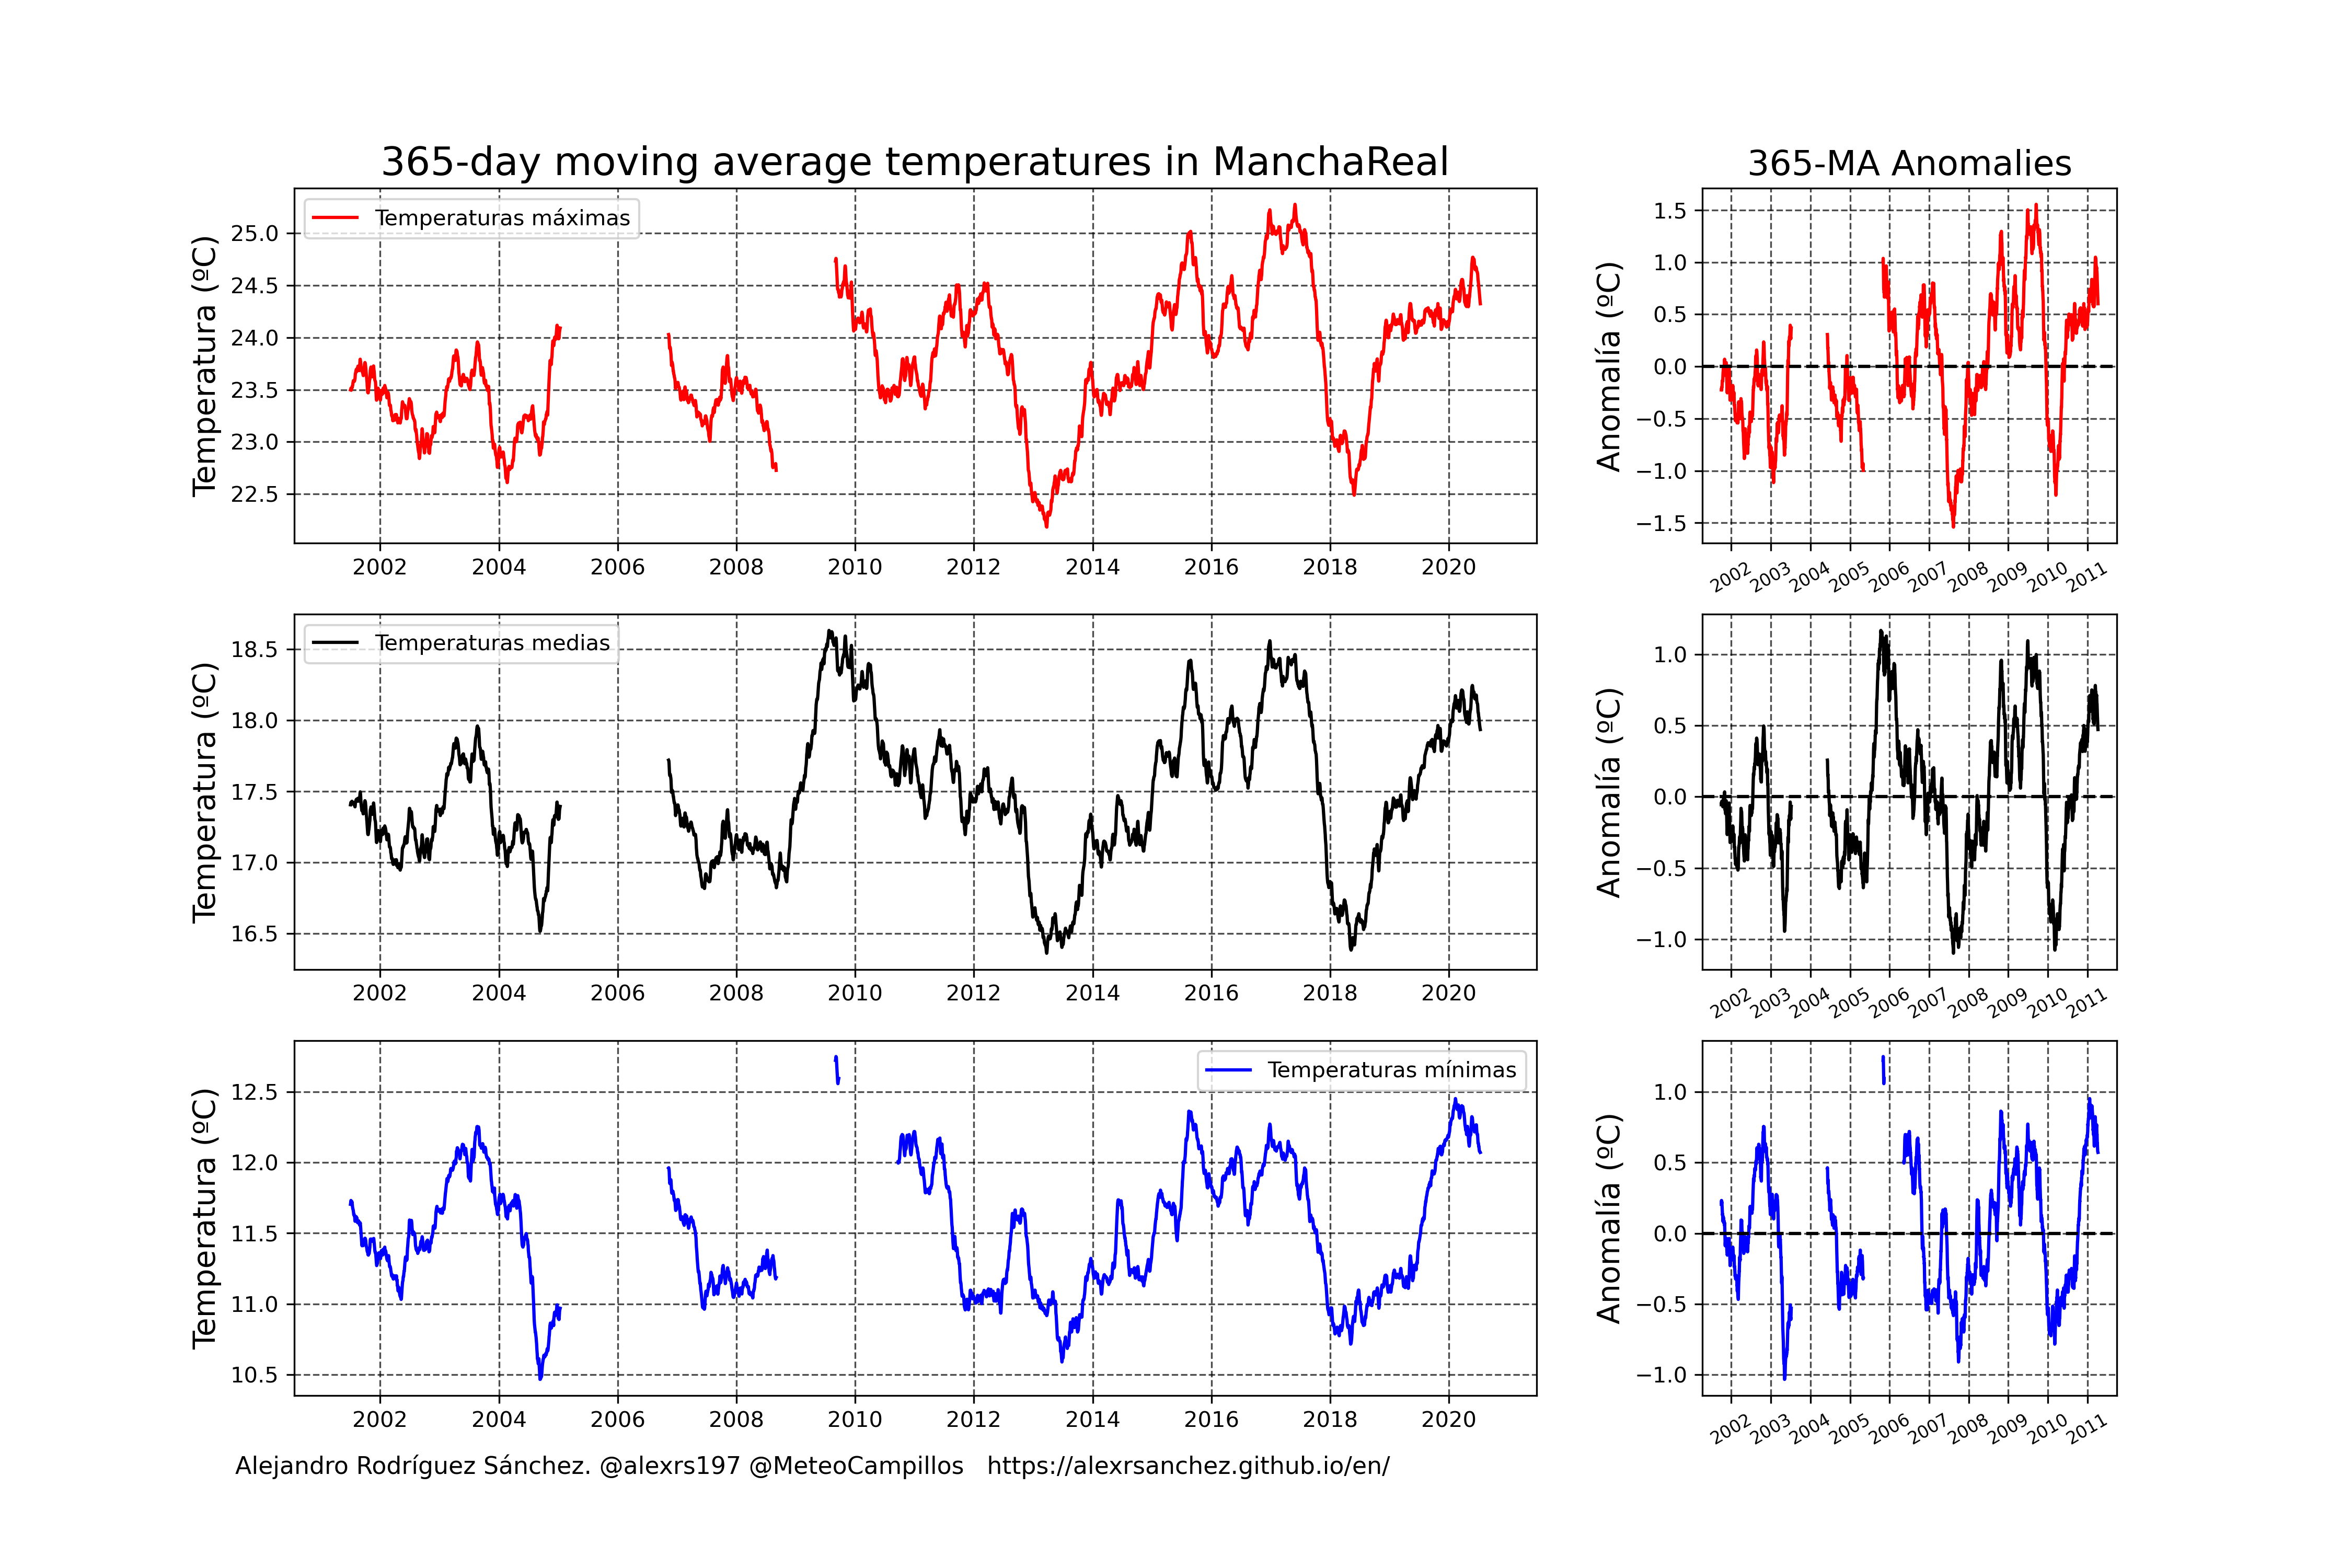 365-day moving average temperatures in ManchaReal
365-MA Anomalies
Temperatura (ºC)
25.0
24.5
24.0
23.5
23.0
22.5
Temperaturas máximas
2002 2004 2006 2008 2010 2012 2014 2016 2018 2020
Anomalía (ºC)
1.5
1.0
0.5
0.0
−0.5
−1.0
−1.5
2002 2003 2004 2005 2006 2007 2008 2009 2010 2011
Temperatura (ºC)
18.5
18.0
17.5
17.0
16.5
Temperaturas medias
2002 2004 2006 2008 2010 2012 2014 2016 2018 2020
Anomalía (ºC)
1.0
0.5
0.0
−0.5
−1.0
2002 2003 2004 2005 2006 2007 2008 2009 2010 2011
Temperatura (ºC)
12.5
12.0
11.5
11.0
10.5
Temperaturas mínimas
2002 2004 2006 2008 2010 2012 2014 2016 2018 2020
Anomalía (ºC)
1.0
0.5
0.0
−0.5
−1.0
2002 2003 2004 2005 2006 2007 2008 2009 2010 2011
Alejandro Rodríguez Sánchez. @alexrs197 @MeteoCampillos https://alexrsanchez.github.io/en/